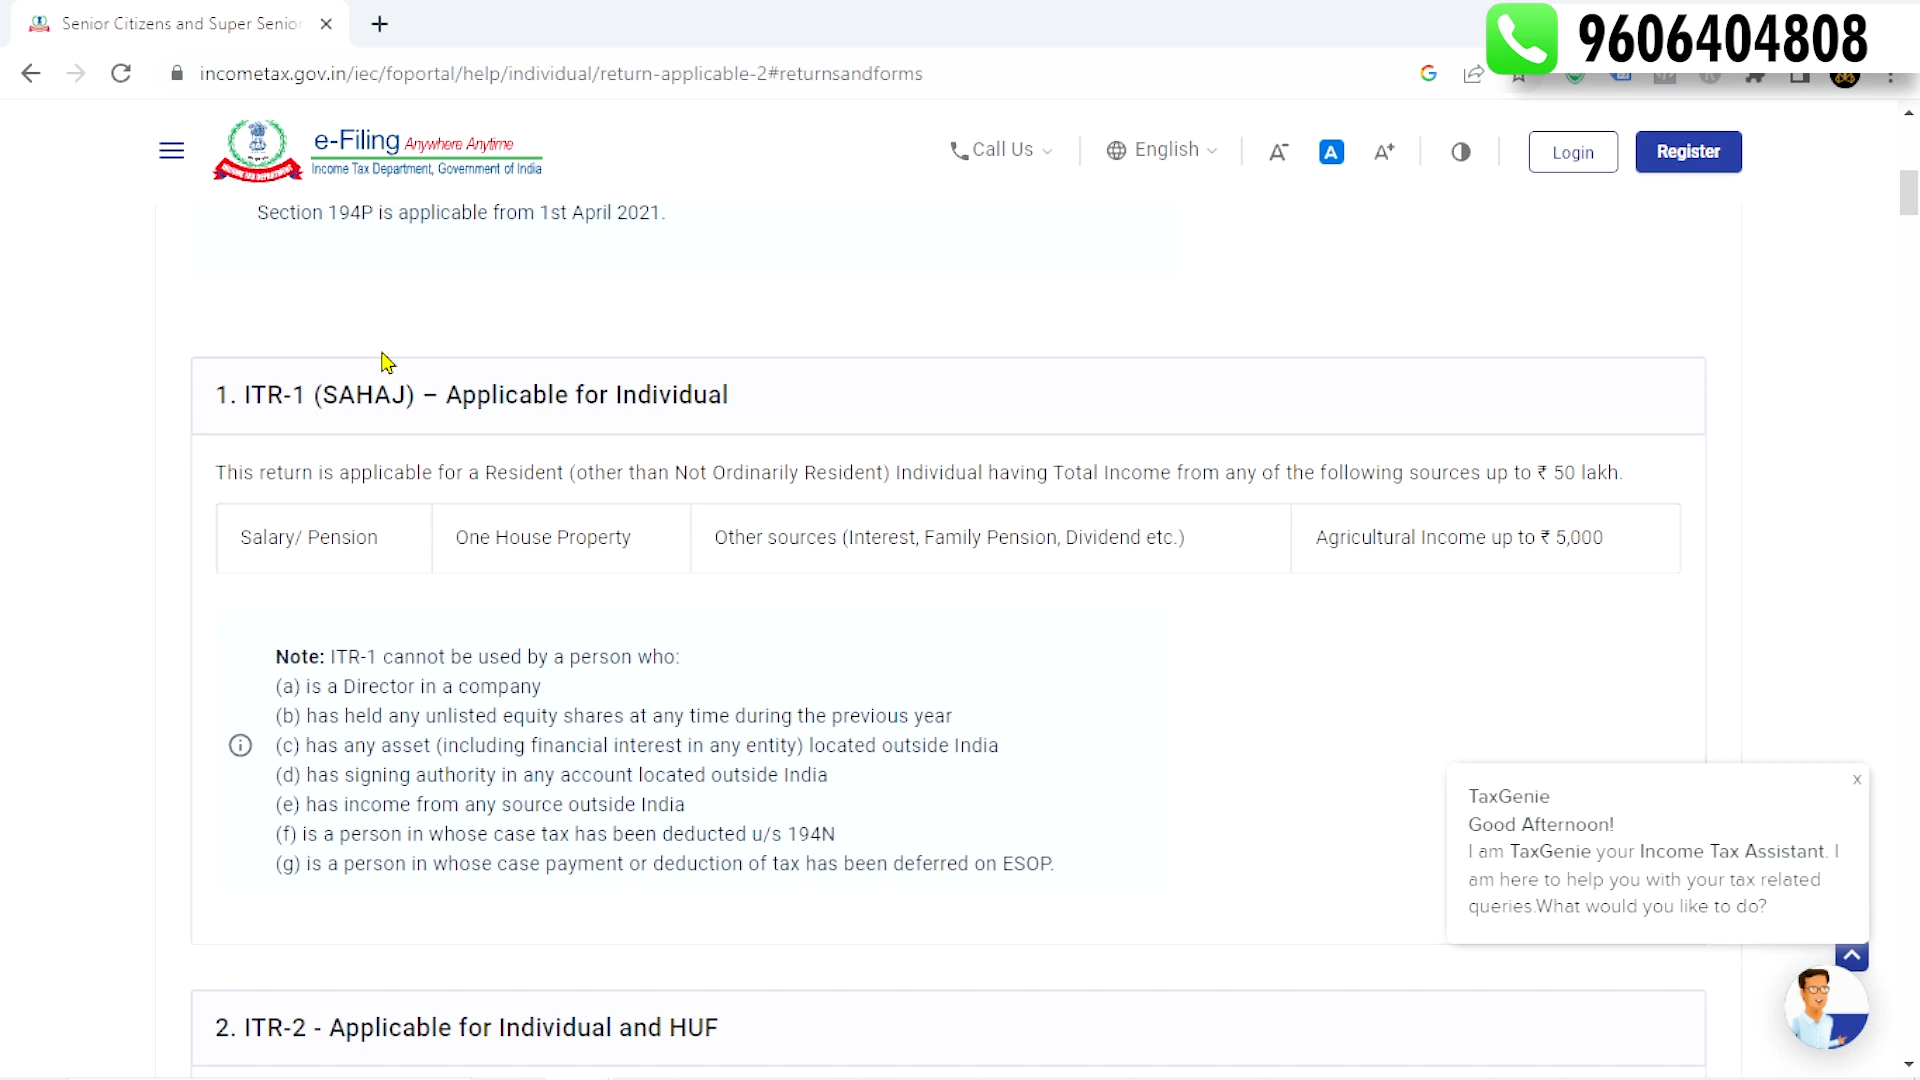 Senior Citizens and Super Senior
9606404808
incometax.gov.in/iec/foportal/help/individual/return-applicable-2#returnsandforms
e-Filing Anywhere Anytime
Income Tax Department, Government of India
Call Us
English
A-
A
A+
Login
Register
Section 194P is applicable from 1st April 2021.
1. ITR-1 (SAHAJ) – Applicable for Individual
This return is applicable for a Resident (other than Not Ordinarily Resident) Individual having Total Income from any of the following sources up to ₹ 50 lakh.
Salary/ Pension
One House Property
Other sources (Interest, Family Pension, Dividend etc.)
Agricultural Income up to ₹ 5,000
Note: ITR-1 cannot be used by a person who:
(a) is a Director in a company
(b) has held any unlisted equity shares at any time during the previous year
(c) has any asset (including financial interest in any entity) located outside India
(d) has signing authority in any account located outside India
(e) has income from any source outside India
(f) is a person in whose case tax has been deducted u/s 194N
(g) is a person in whose case payment or deduction of tax has been deferred on ESOP.
TaxGenie
Good Afternoon!
I am TaxGenie your Income Tax Assistant. I
am here to help you with your tax related
queries.What would you like to do?
2. ITR-2 - Applicable for Individual and HUF